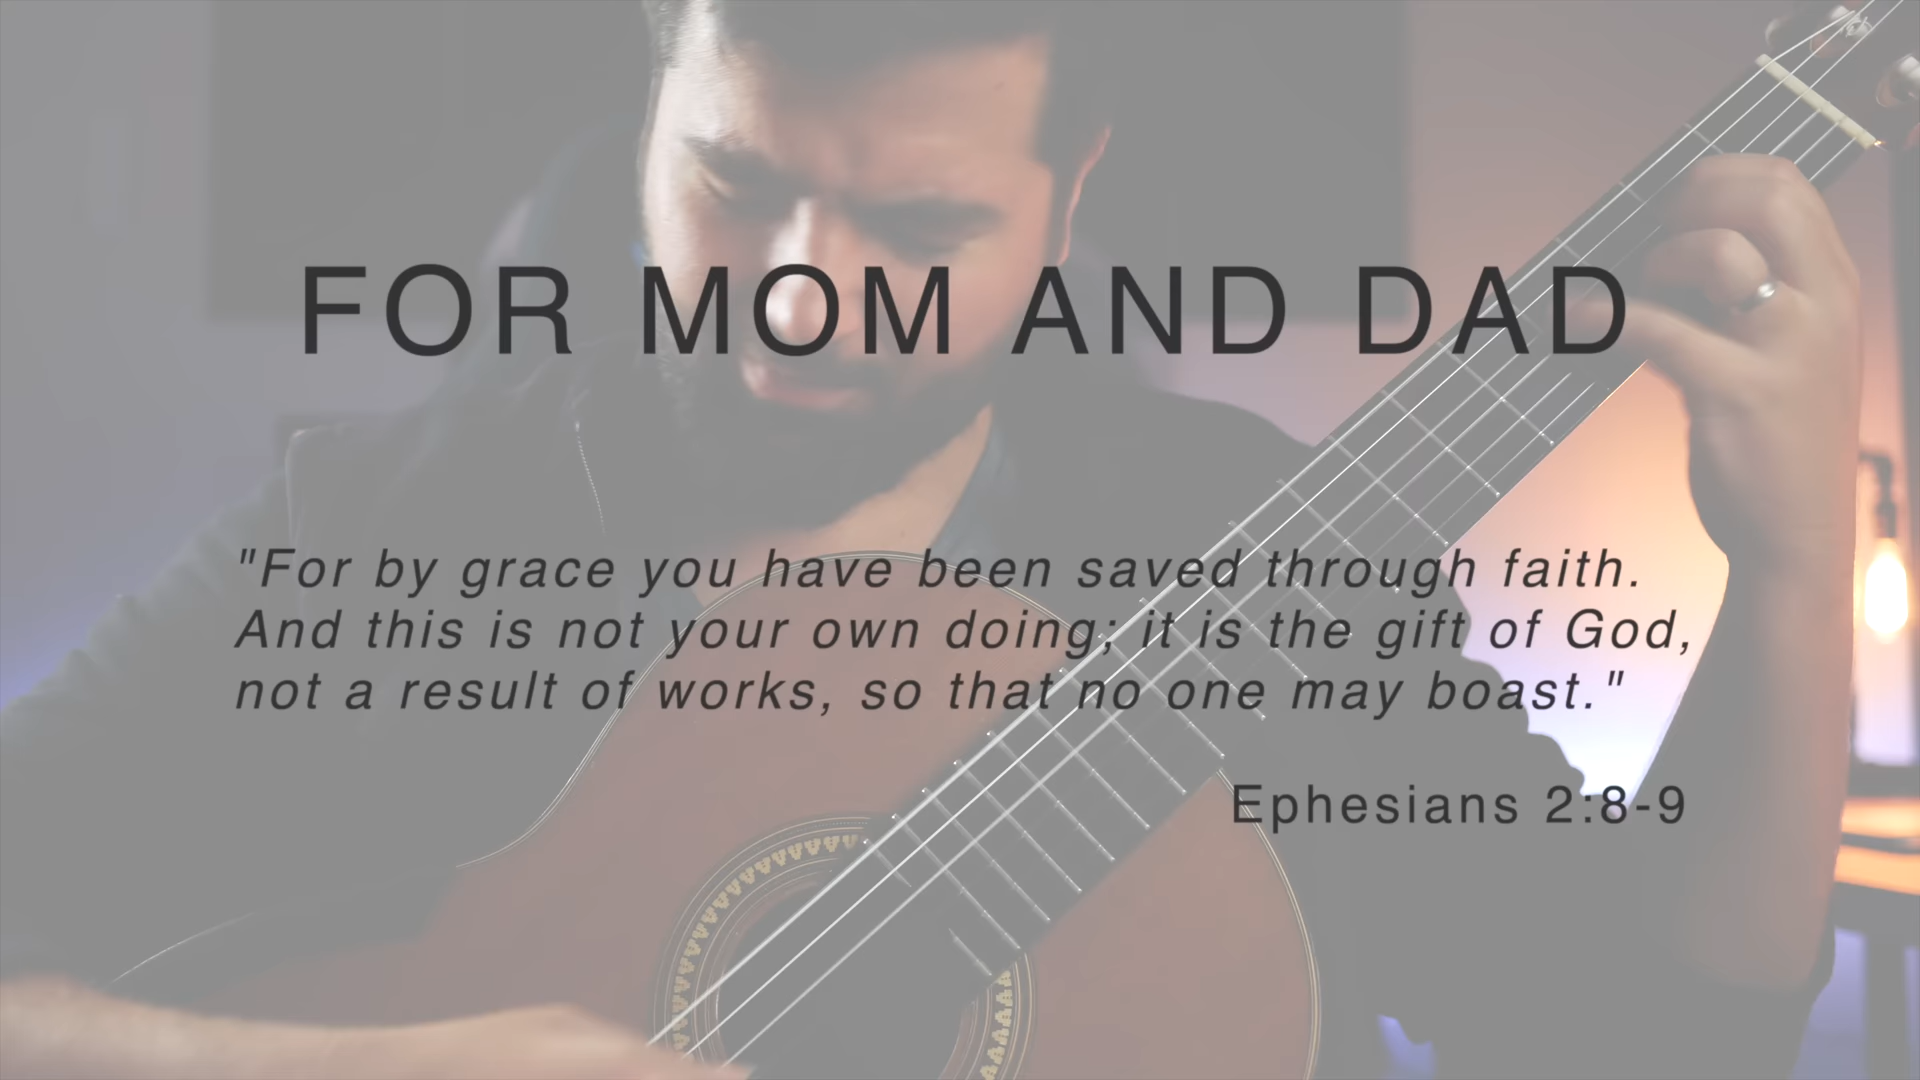 FOR MOM AND DAD
"For by grace you have been saved through faith.
And this is not your own doing; it is the gift of God,
not a result of works, so that no one may boast."
Ephesians 2:8-9